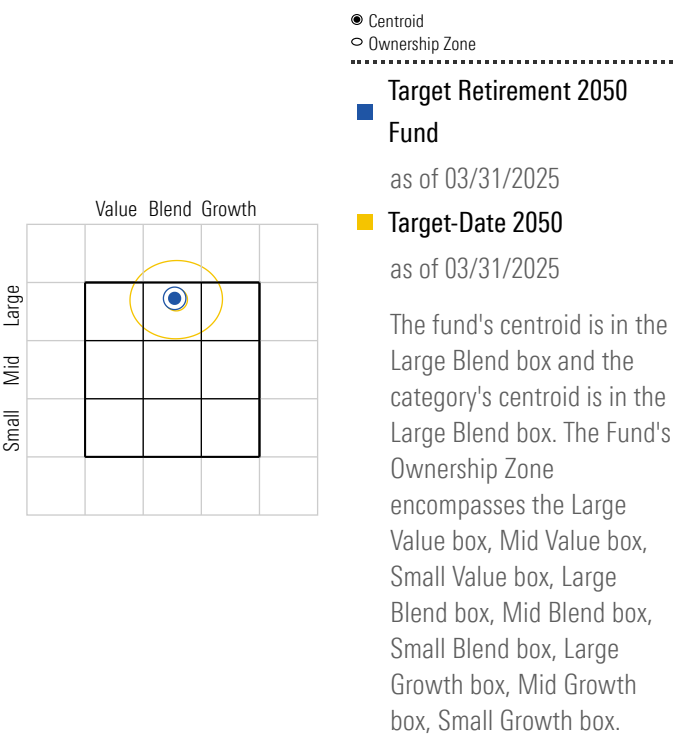 Centroid
Ownership Zone
Target Retirement 2050
Fund
as of 03/31/2025
Target-Date 2050
as of 03/31/2025
The fund's centroid is in the
Large Blend box and the
category's centroid is in the
Large Blend box. The Fund's
Ownership Zone
encompasses the Large
Value box, Mid Value box,
Small Value box, Large
Blend box, Mid Blend box,
Small Blend box, Large
Growth box, Mid Growth
box, Small Growth box.
Value Blend Growth
Large
Mid
Small